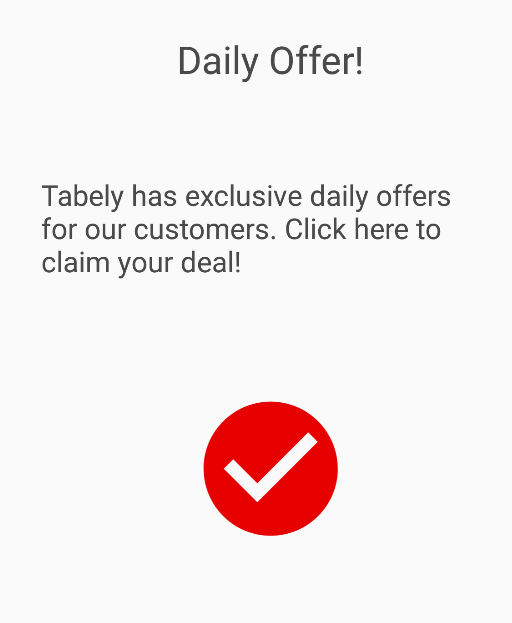 Daily Offer!
Tabely has exclusive daily offers
for our customers. Click here to
claim your deal!